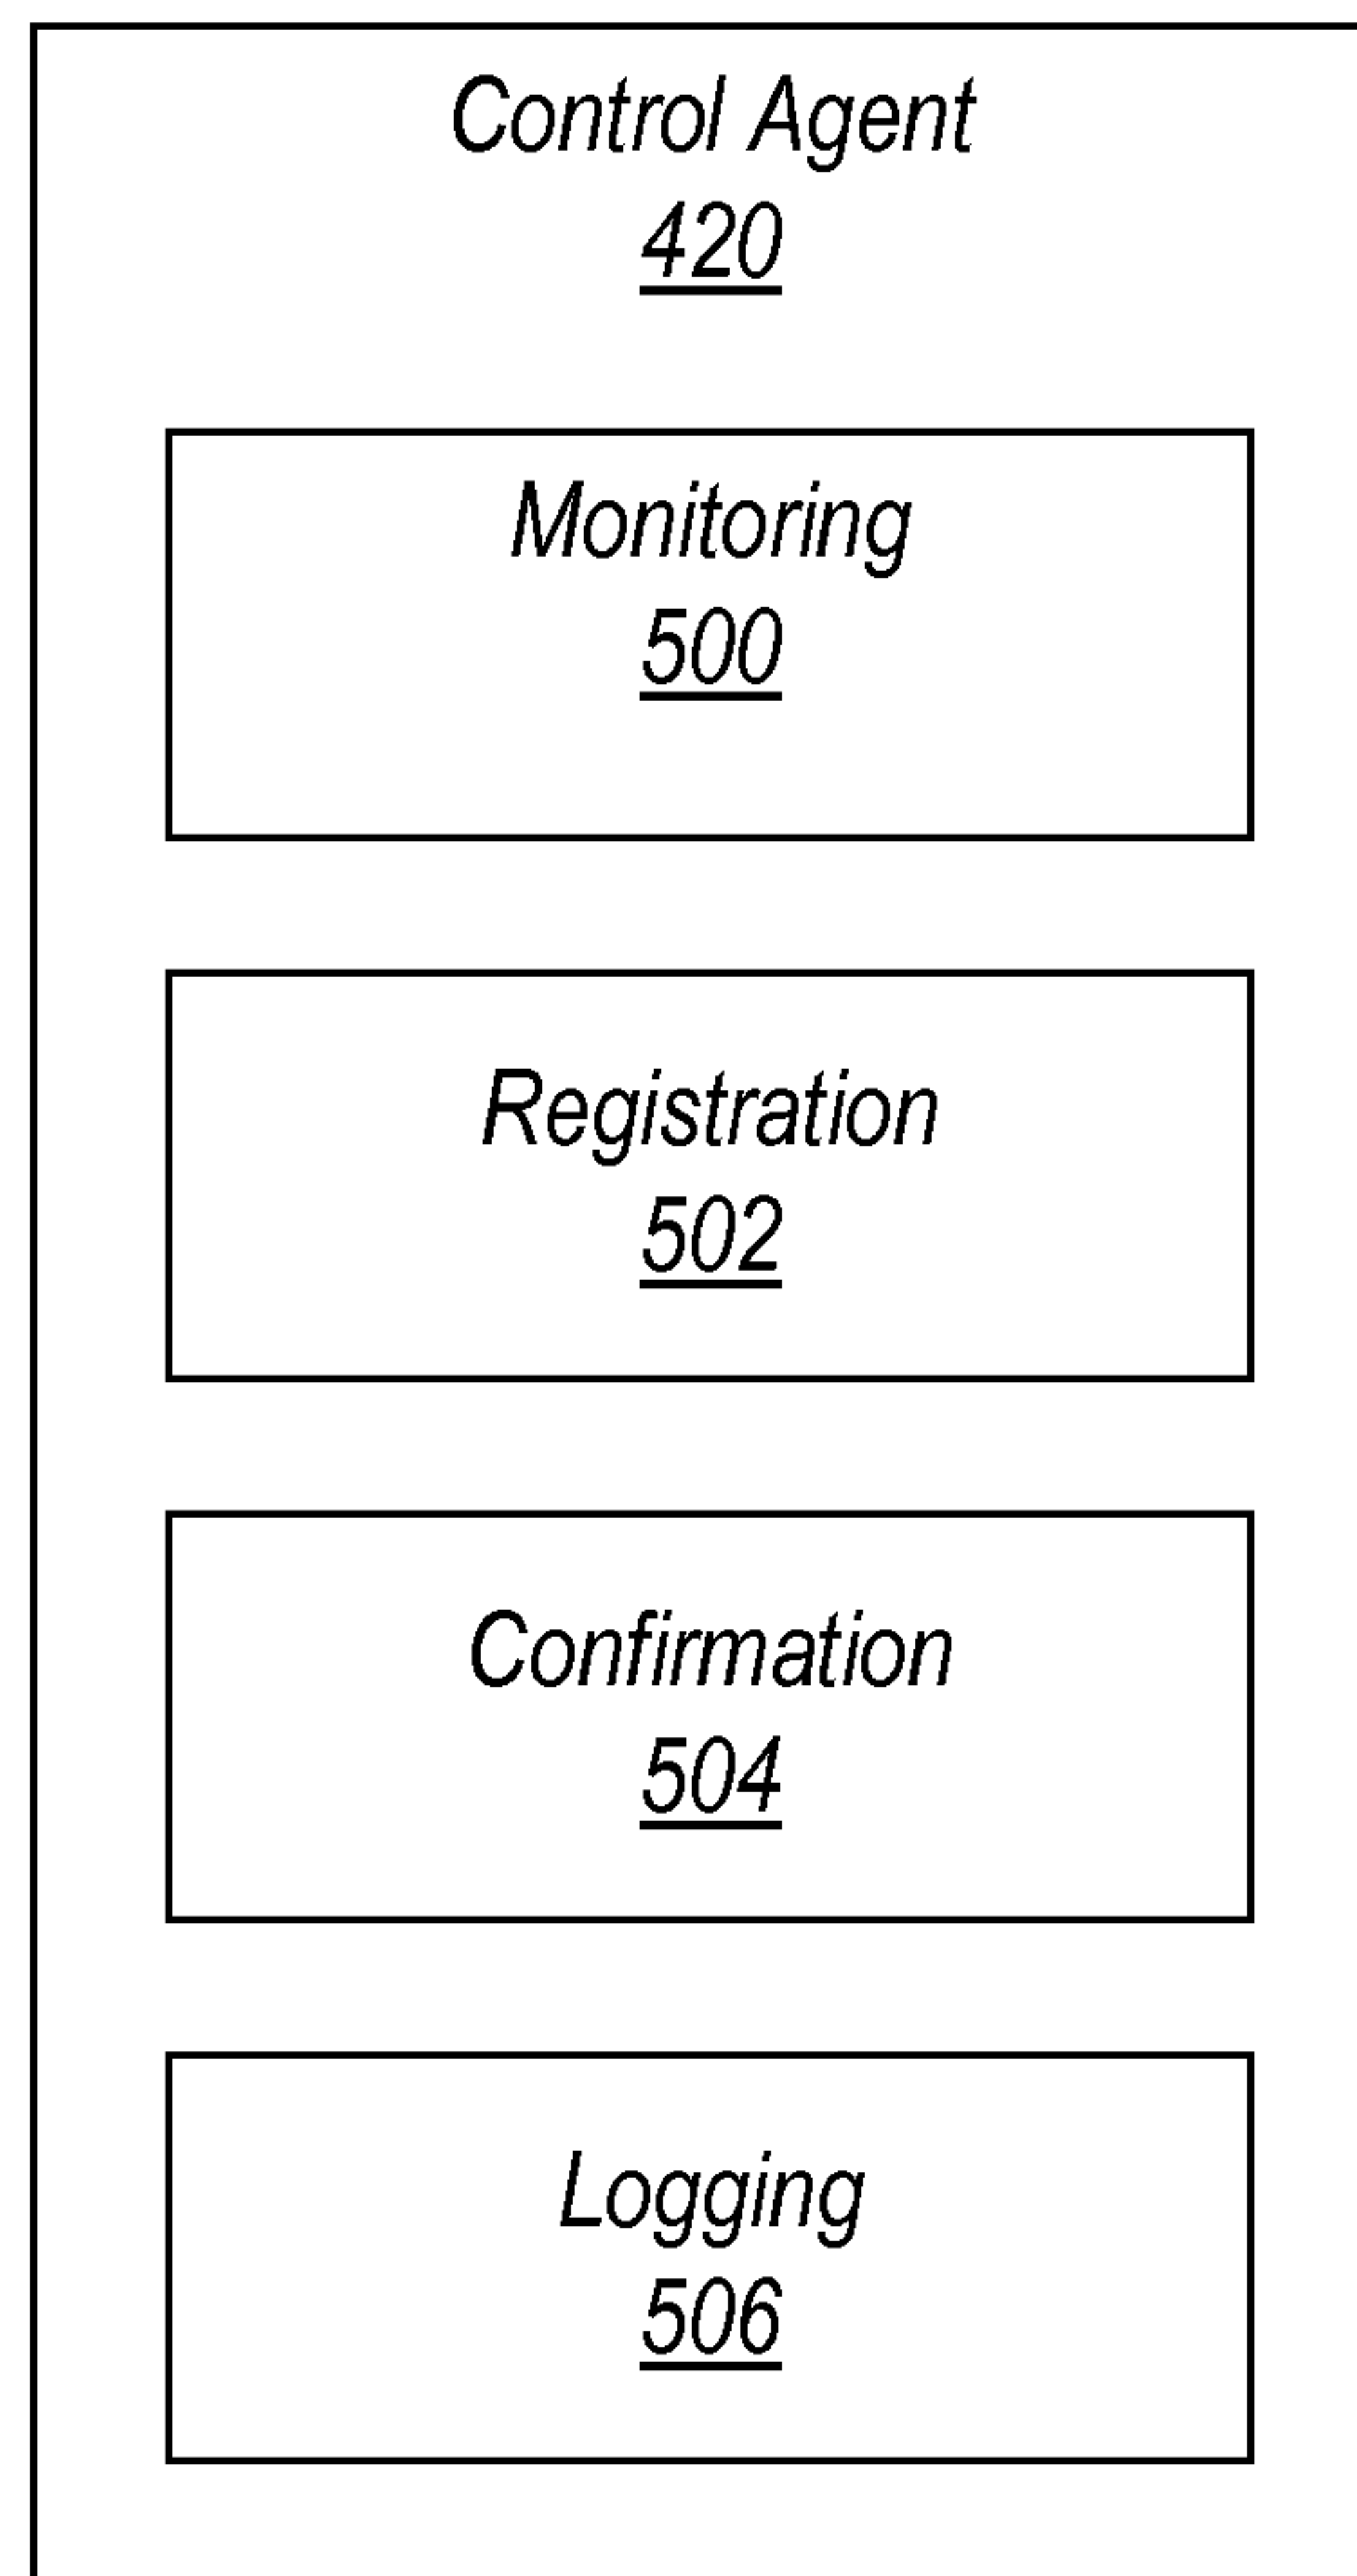 Control Agent
420
Monitoring
500
Registration
502
Confirmation
504
Logging
506